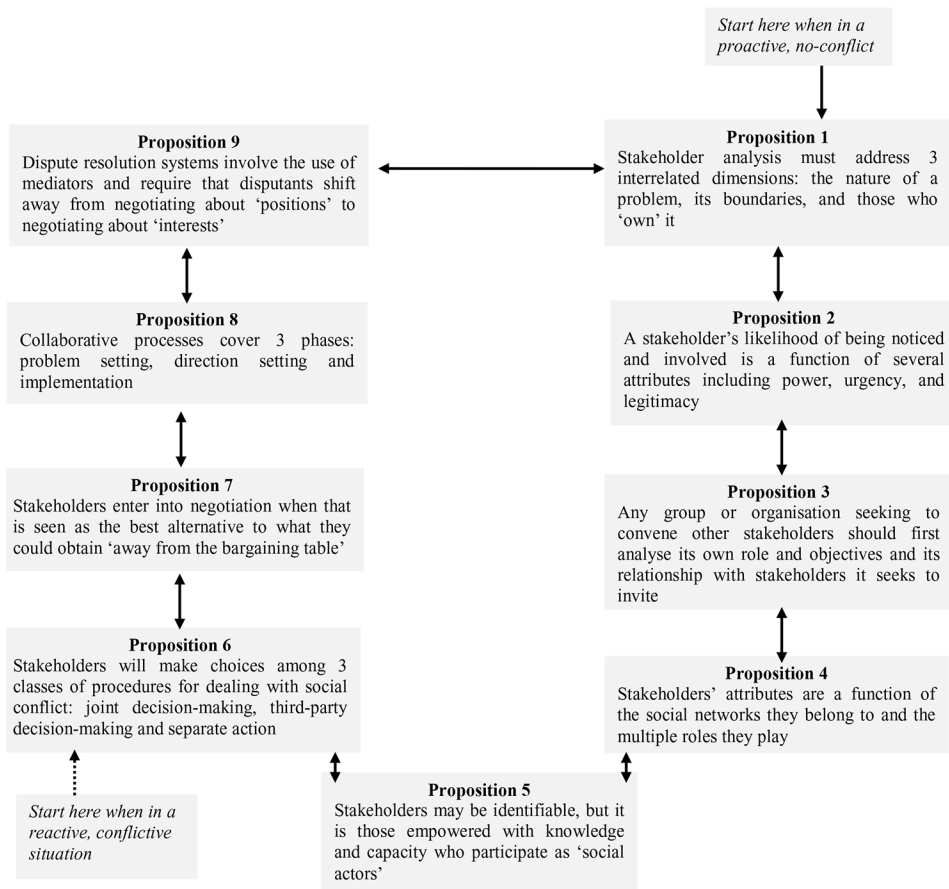 Start here when in a
proactive, no-conflict
Proposition 1
Stakeholder analysis must address 3
interrelated dimensions: the nature of a
problem, its boundaries, and those who
‘own’ it
Proposition 2
A stakeholder’s likelihood of being noticed
and involved is a function of several
attributes including power, urgency, and
legitimacy
Proposition 3
Any group or organisation seeking to
convene other stakeholders should first
analyse its own role and objectives and its
relationship with stakeholders it seeks to
invite
Proposition 4
Stakeholders’ attributes are a function of
the social networks they belong to and the
multiple roles they play
Proposition 5
Stakeholders may be identifiable, but it
is those empowered with knowledge
and capacity who participate as ‘social
actors’
Proposition 6
Stakeholders will make choices among 3
classes of procedures for dealing with social
conflict: joint decision-making, third-party
decision-making and separate action
Start here when in a
reactive, conflictive
situation
Proposition 7
Stakeholders enter into negotiation when that
is seen as the best alternative to what they
could obtain ‘away from the bargaining table’
Proposition 8
Collaborative processes cover 3 phases:
problem setting, direction setting and
implementation
Proposition 9
Dispute resolution systems involve the use of
mediators and require that disputants shift
away from negotiating about ‘positions’ to
negotiating about ‘interests’